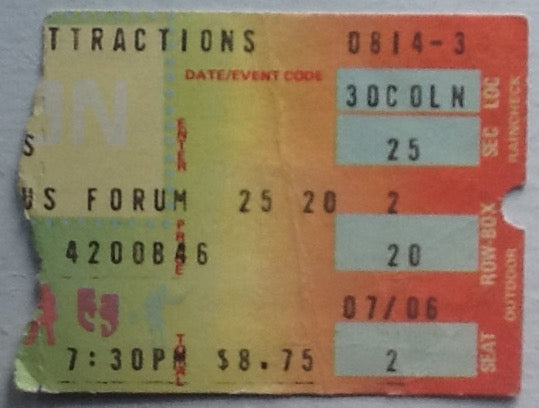 TTRACTIONS 0814-3
DATE/EVENT CODE
30COLN
ON
ENTER
S
25
SEC LOC
RAINCHECK
US FORUM 25 20 2
PRICE
4200B46
20
ROW-BOX
OUTDOOR
07/06
TOTAL
7:30PM $8.75 2
SEAT